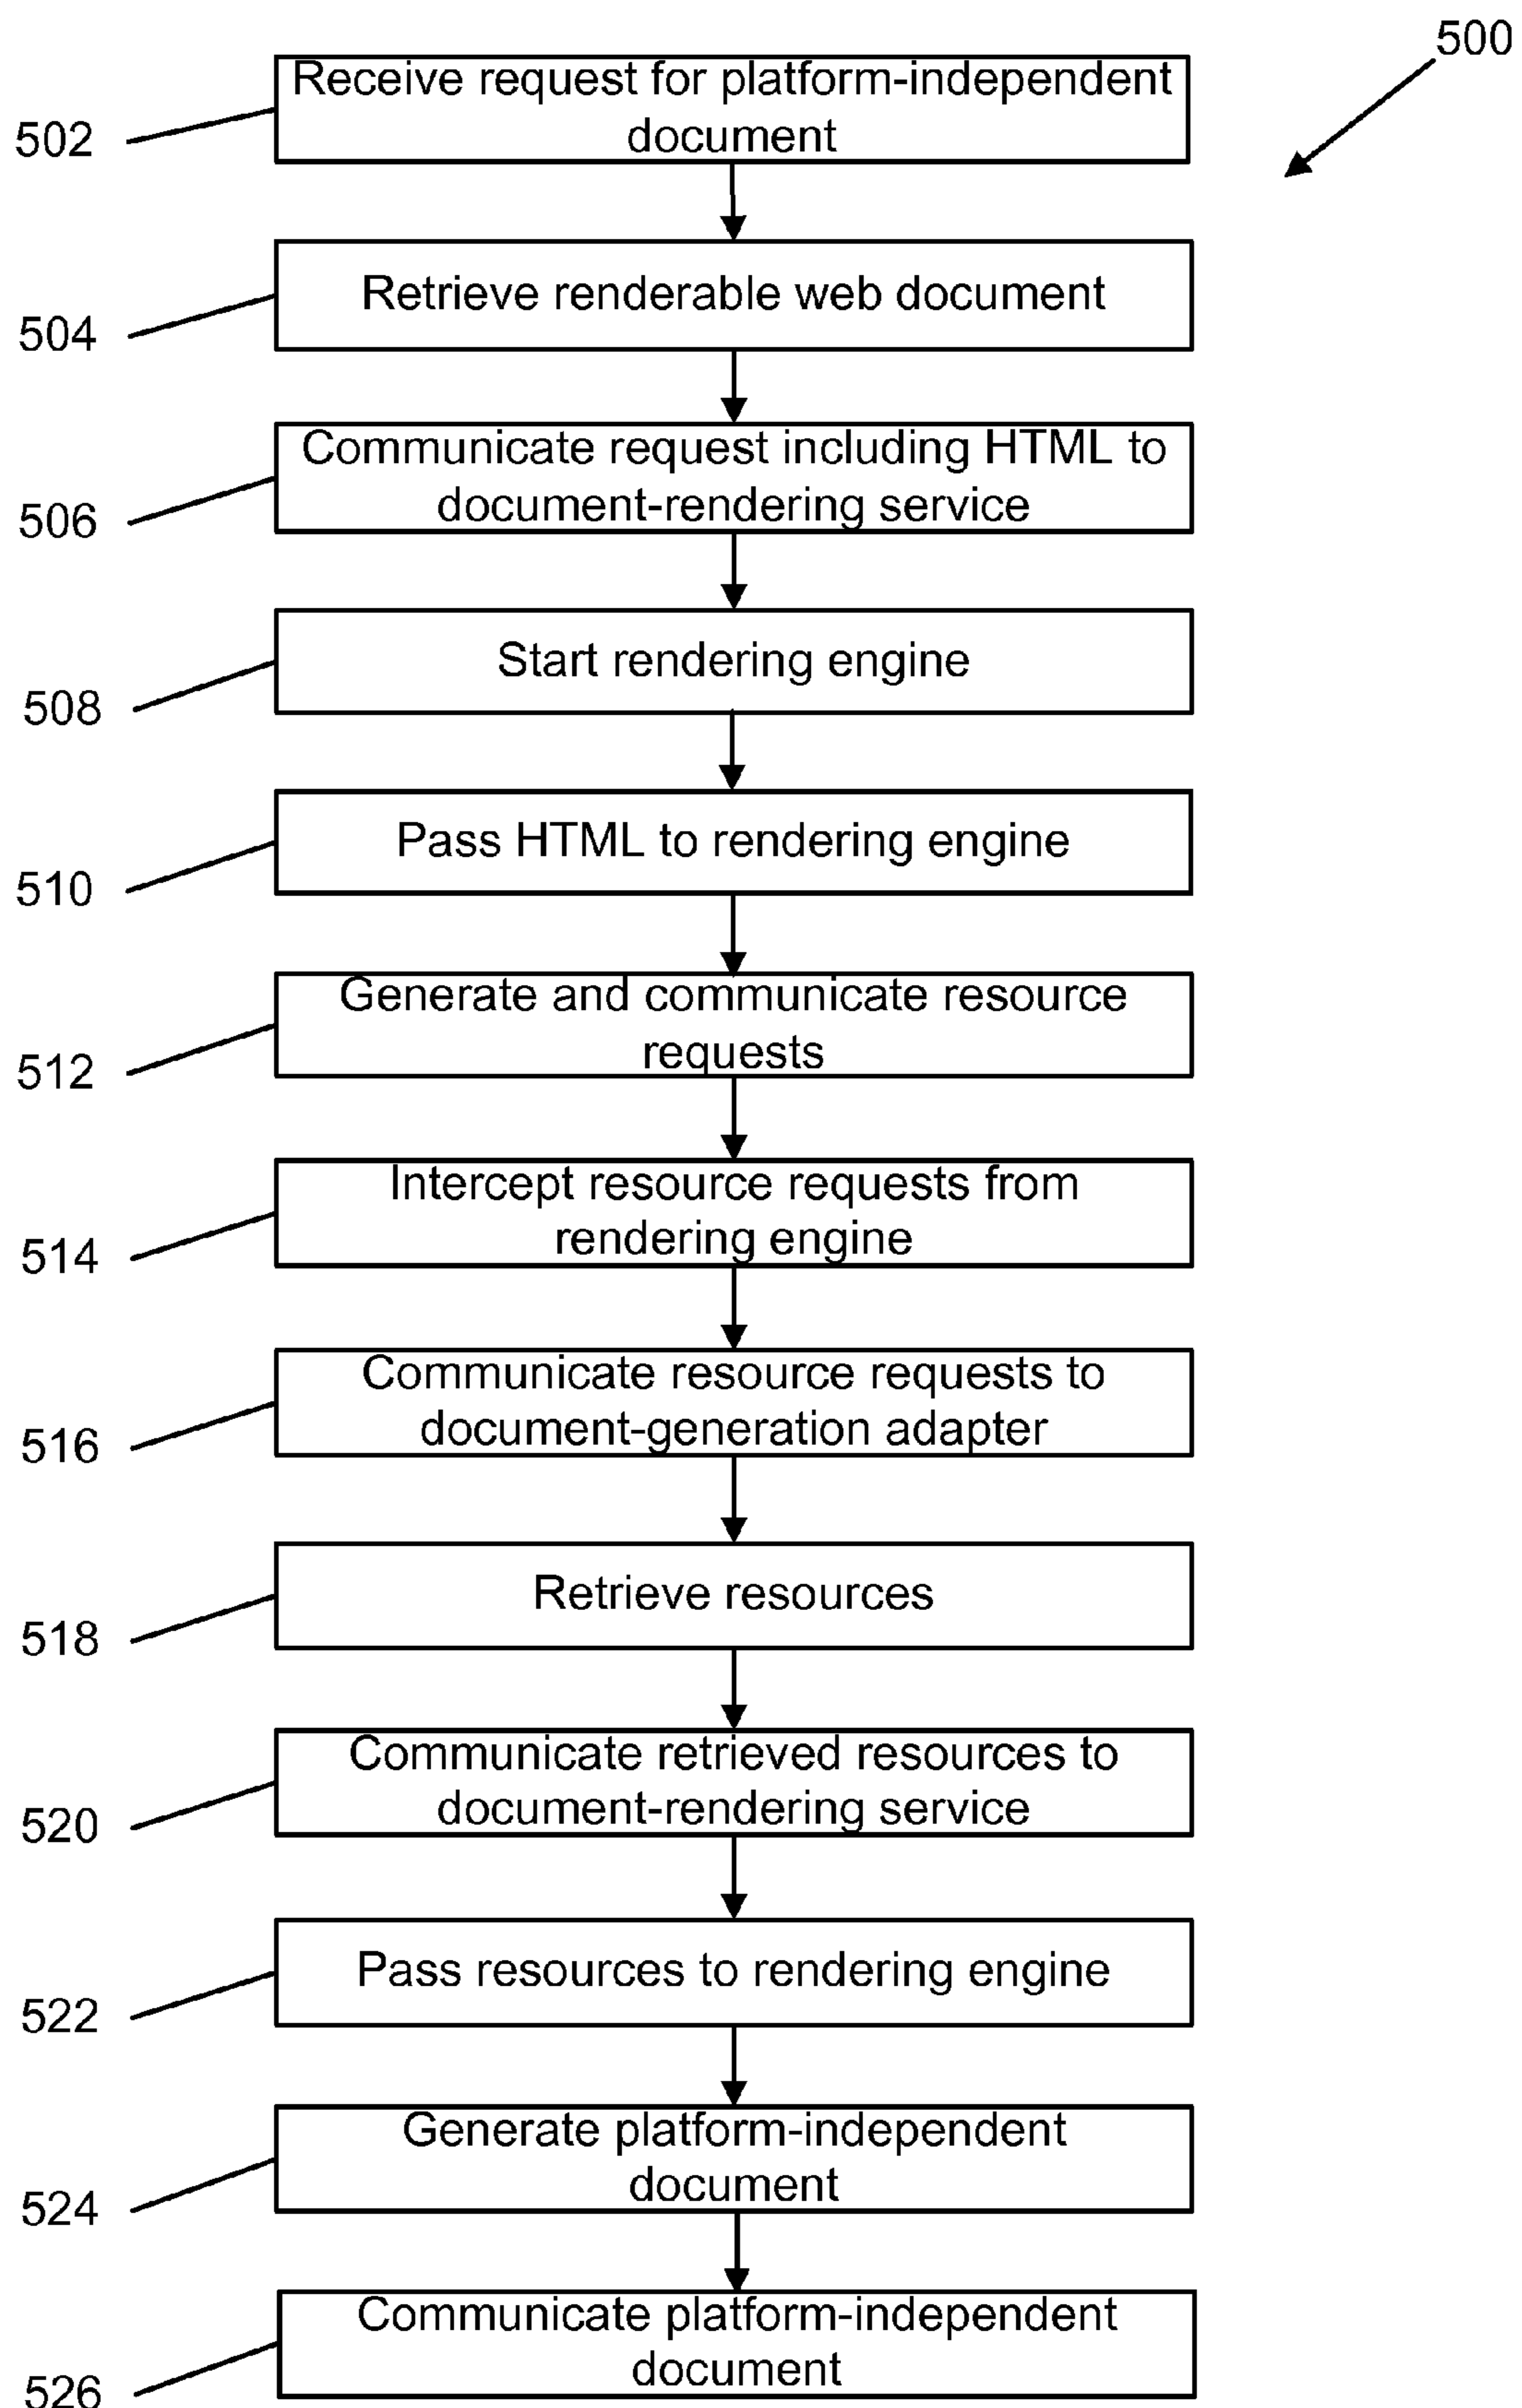 500
Receive request for platform-independent
document
502
Retrieve renderable web document
504
Communicate request including HTML to
document-rendering service
506
Start rendering engine
508
Pass HTML to rendering engine
510
Generate and communicate resource
requests
512
Intercept resource requests from
rendering engine
514
Communicate resource requests to
document-generation adapter
516
Retrieve resources
518
Communicate retrieved resources to
document-rendering service
520
Pass resources to rendering engine
522
Generate platform-independent
document
524
Communicate platform-independent
document
526